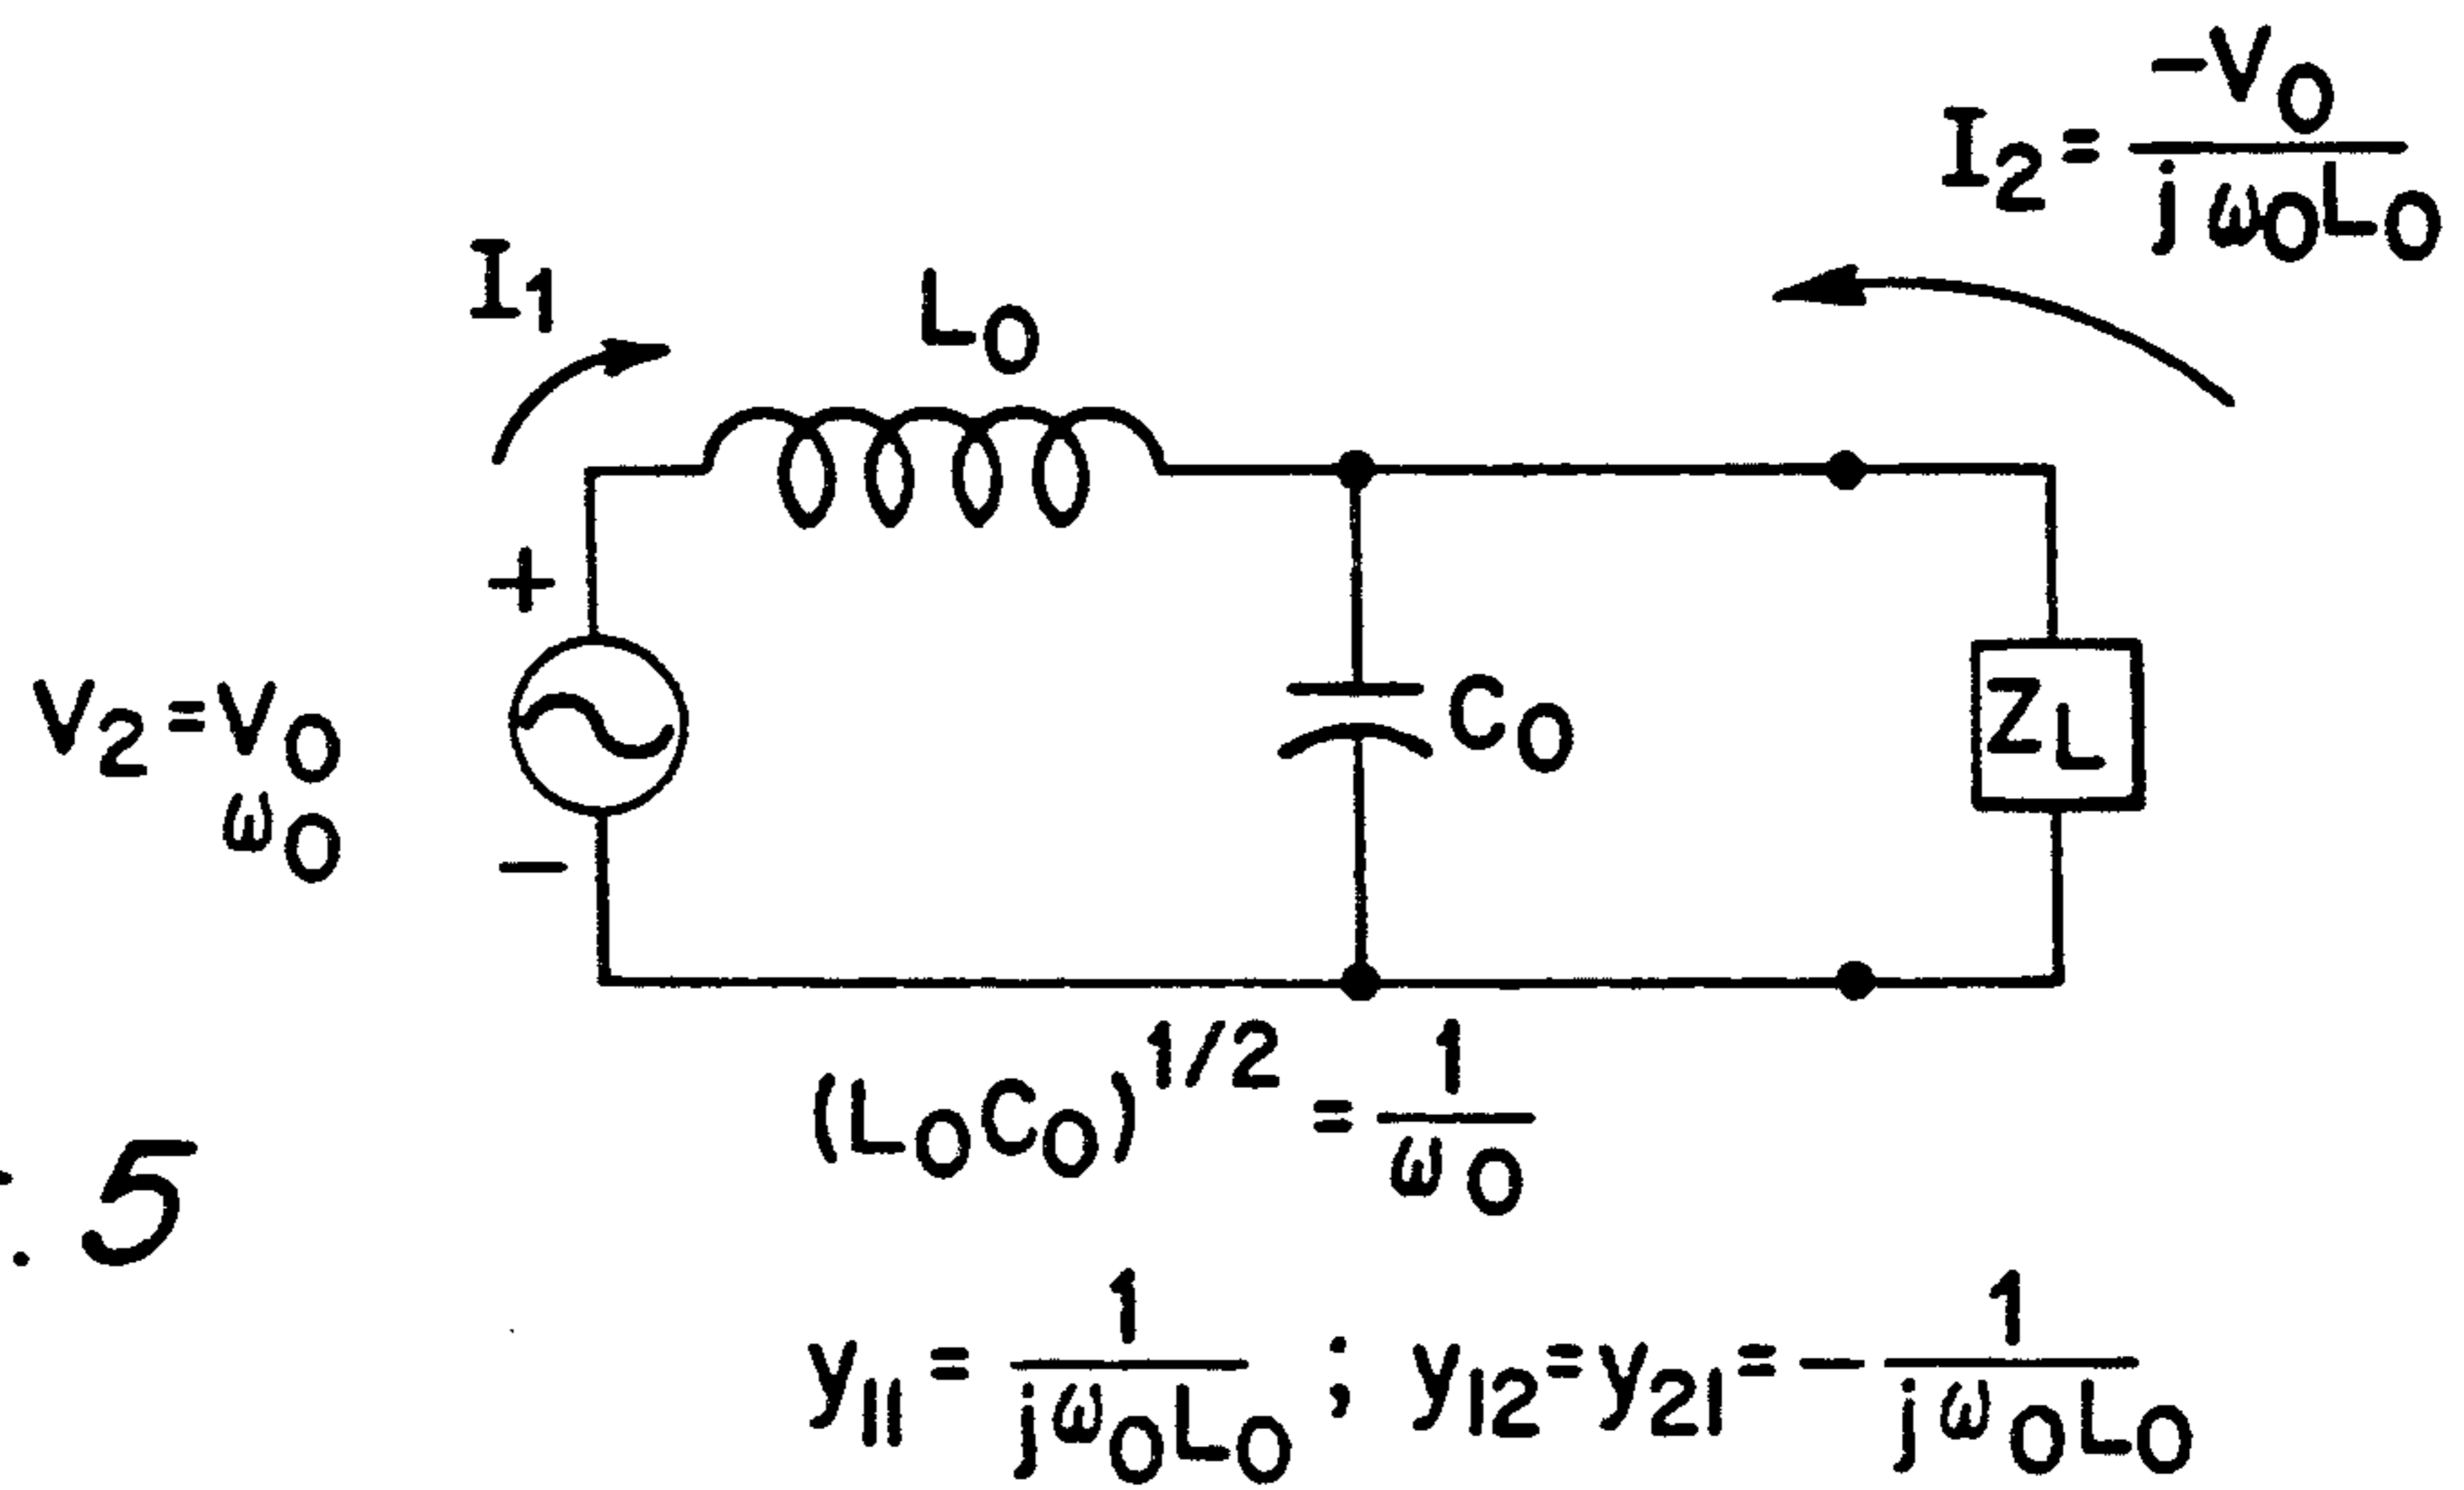 I2 = -VO / jωOLO
I1
LO
+
V2 = VO
ωO
CO
ZL
−
(LOCO)^1/2 = 1 / ωO
. 5
y11 = 1 / jωOLO ; y12 = y21 = - 1 / jωOLO